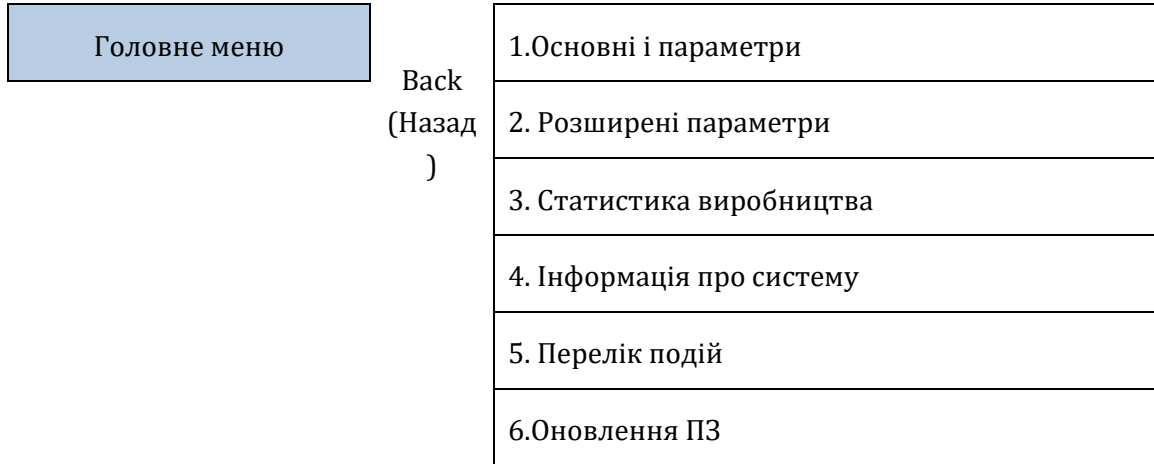 Головне меню
Back
(Назад
)
1.Основні і параметри
2. Розширені параметри
3. Статистика виробництва
4. Інформація про систему
5. Перелік подій
6.Оновлення ПЗ